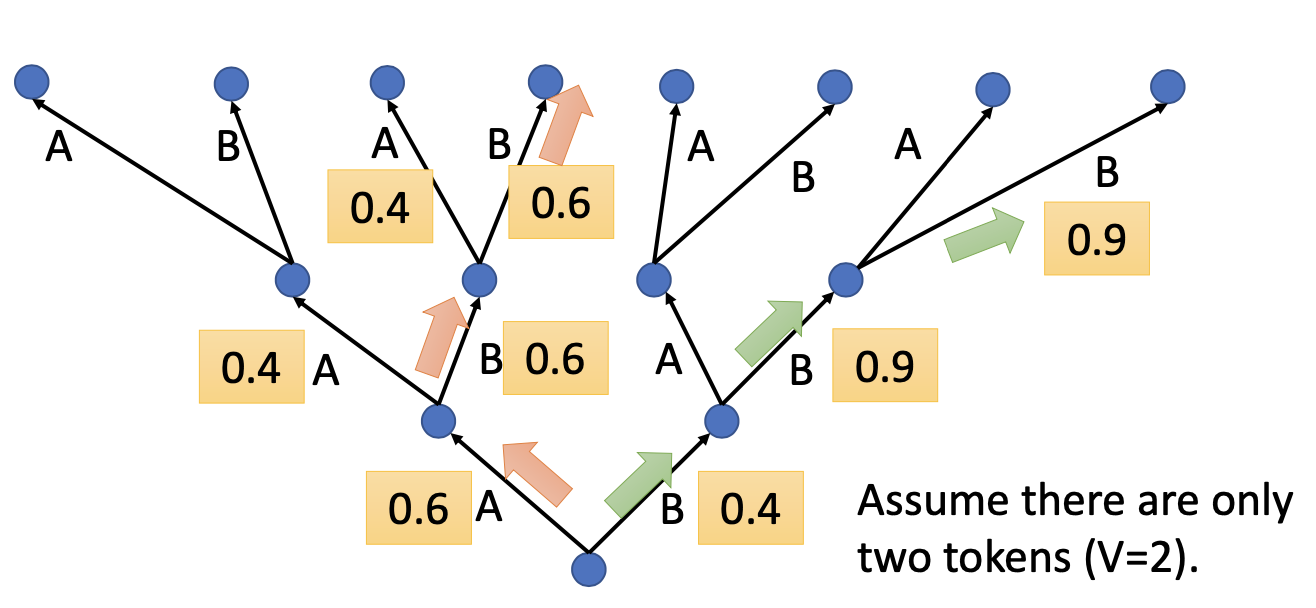 A B A B A B A B
0.4 0.6 0.9
0.4 A B 0.6 A B 0.9
0.6 A B 0.4
Assume there are only
two tokens (V=2).